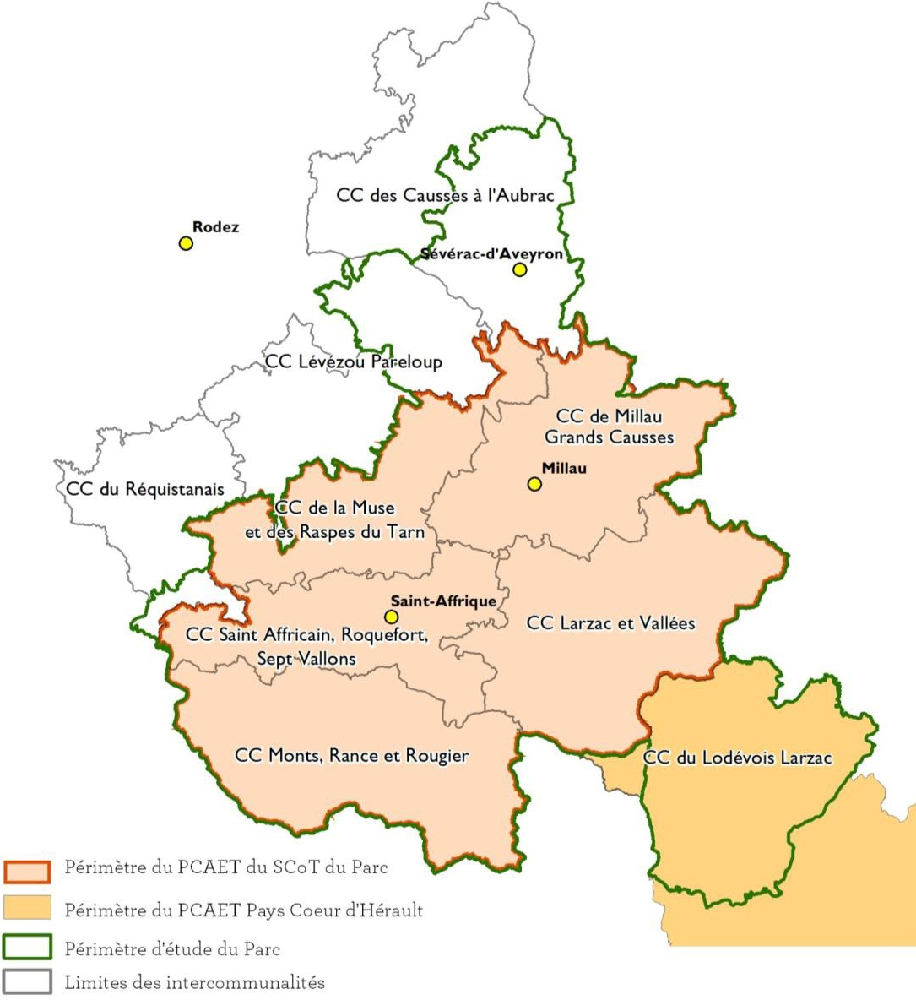 CC des Causses à l'Aubrac
Rodez
Sévérac-d'Aveyron
CC Lévézou Pareloup
CC de Millau
Grands Causses
Millau
CC du Réquistanais
CC de la Muse
et des Raspes du Tarn
Saint-Affrique
CC Larzac et Vallées
CC Saint Affricain, Roquefort,
Sept Vallons
CC Monts, Rance et Rougier
CC du Lodévois Larzac
Périmètre du PCAET du SCoT du Parc
Périmètre du PCAET Pays Coeur d'Hérault
Périmètre d'étude du Parc
Limites des intercommunalités